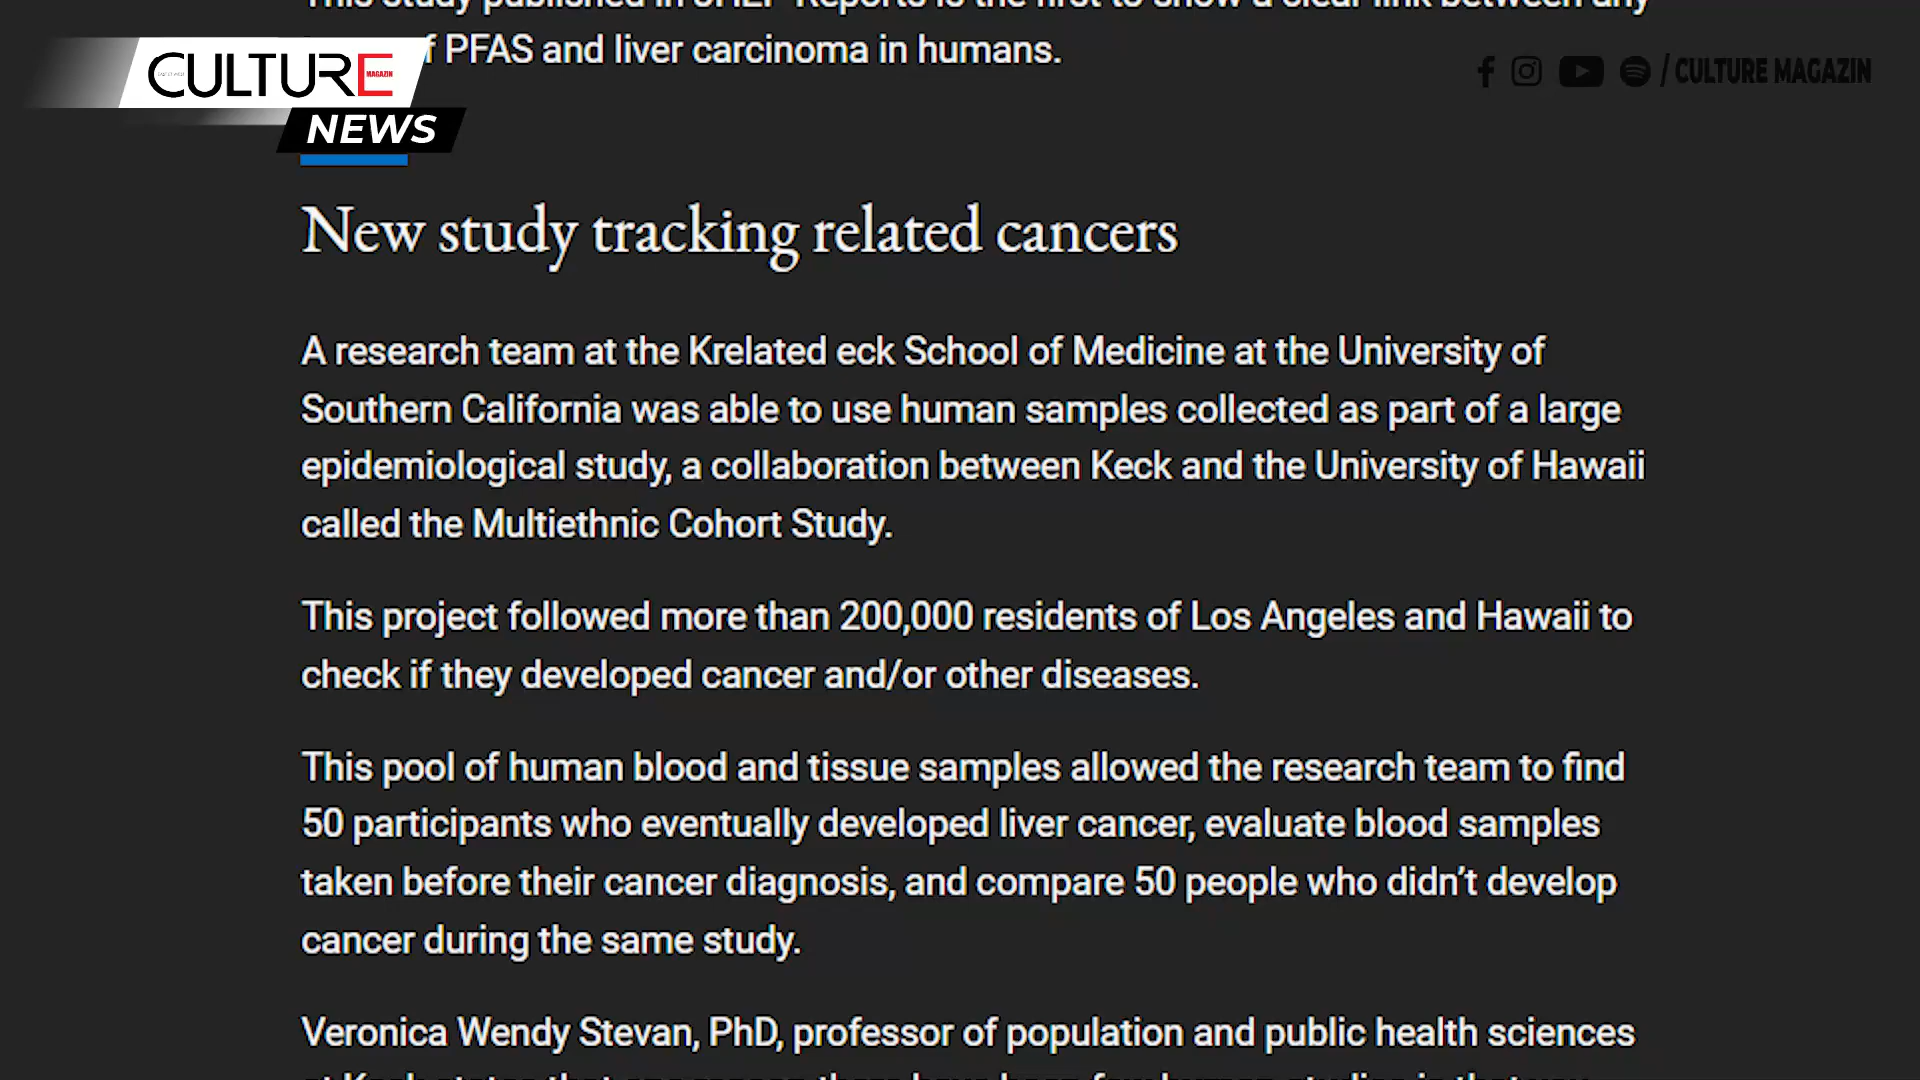 This study published in JHEP Reports is the first to show a clear link between any
f PFAS and liver carcinoma in humans.
CULTURE
MAGAZIN
NEWS
/ CULTURE MAGAZIN
New study tracking related cancers
A research team at the Krelated eck School of Medicine at the University of
Southern California was able to use human samples collected as part of a large
epidemiological study, a collaboration between Keck and the University of Hawaii
called the Multiethnic Cohort Study.
This project followed more than 200,000 residents of Los Angeles and Hawaii to
check if they developed cancer and/or other diseases.
This pool of human blood and tissue samples allowed the research team to find
50 participants who eventually developed liver cancer, evaluate blood samples
taken before their cancer diagnosis, and compare 50 people who didn’t develop
cancer during the same study.
Veronica Wendy Stevan, PhD, professor of population and public health sciences